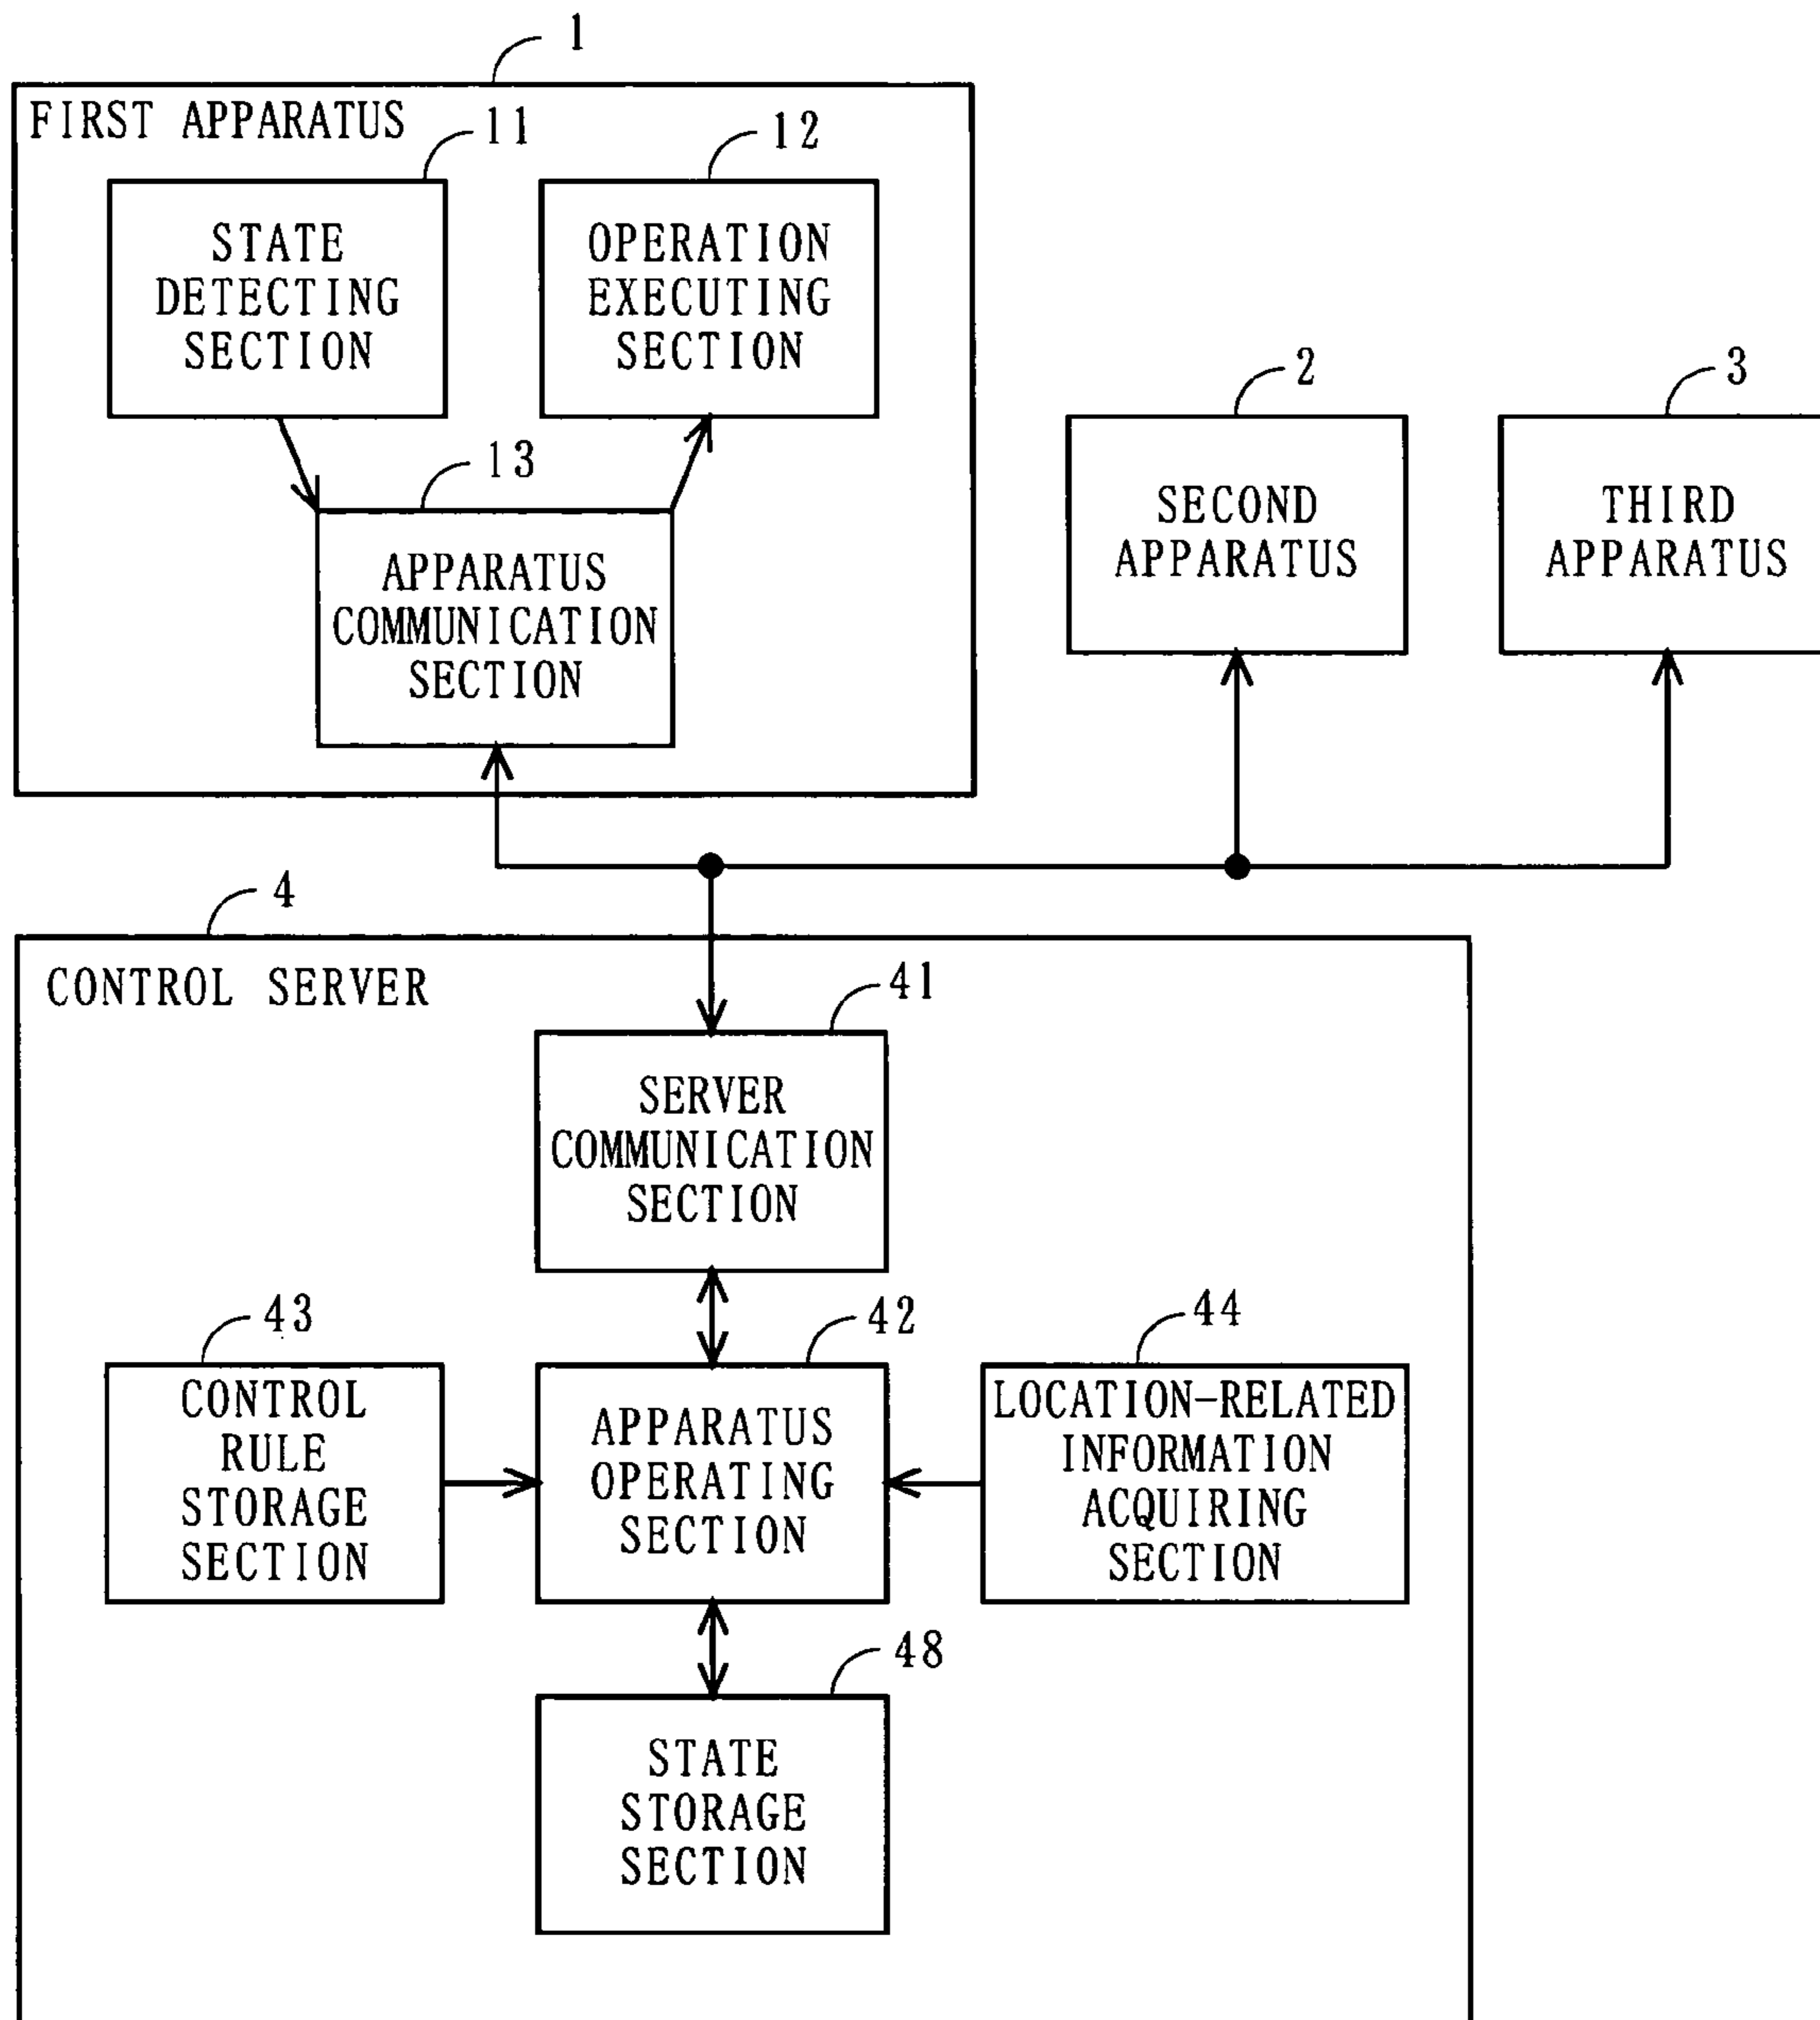 1
FIRST APPARATUS
11
12
STATE
DETECTING
SECTION
OPERATION
EXECUTING
SECTION
13
APPARATUS
COMMUNICATION
SECTION
2
3
SECOND
APPARATUS
THIRD
APPARATUS
4
CONTROL SERVER
41
SERVER
COMMUNICATION
SECTION
43
42
44
CONTROL
RULE
STORAGE
SECTION
APPARATUS
OPERATING
SECTION
LOCATION-RELATED
INFORMATION
ACQUIRING
SECTION
48
STATE
STORAGE
SECTION